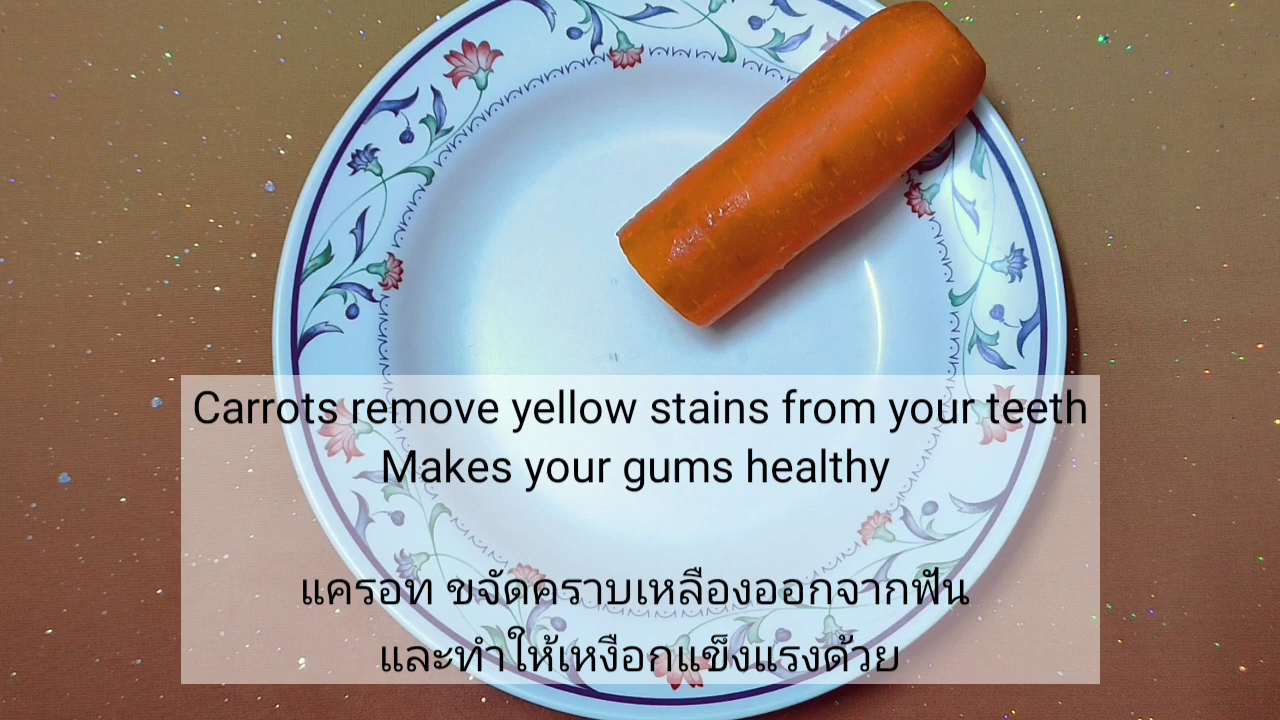 Carrots remove yellow stains from your teeth
Makes your gums healthy
แครอท ขจัดคราบเหลืองออกจากฟัน
และทำให้เหงือกแข็งแรงด้วย